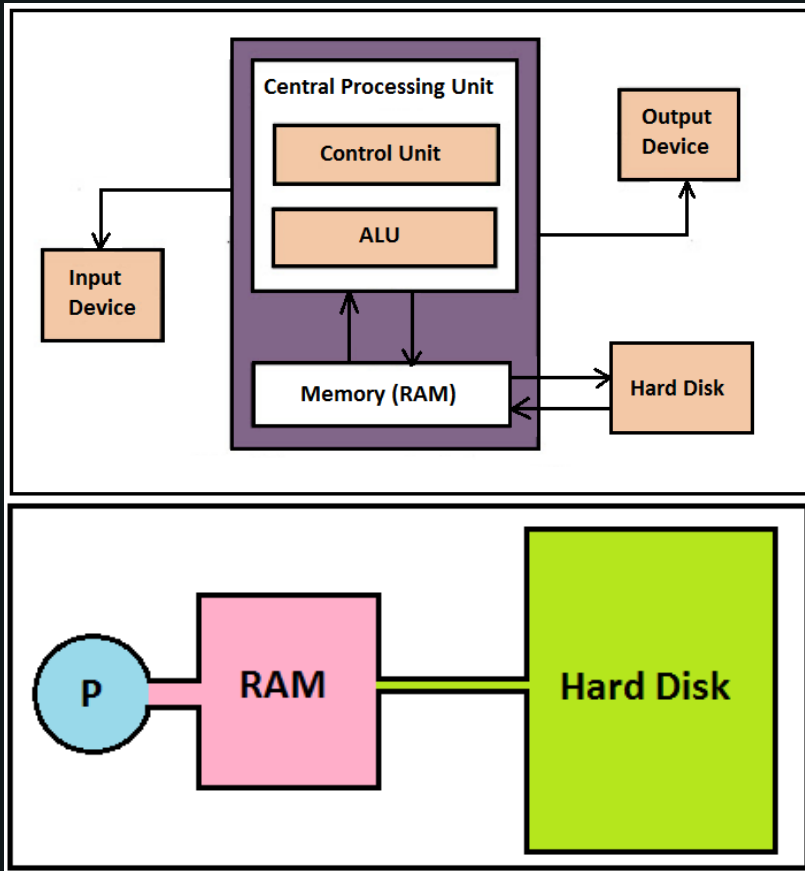 Central Processing Unit
Control Unit
ALU
Output
Device
Input
Device
Memory (RAM)
Hard Disk
P
RAM
Hard Disk